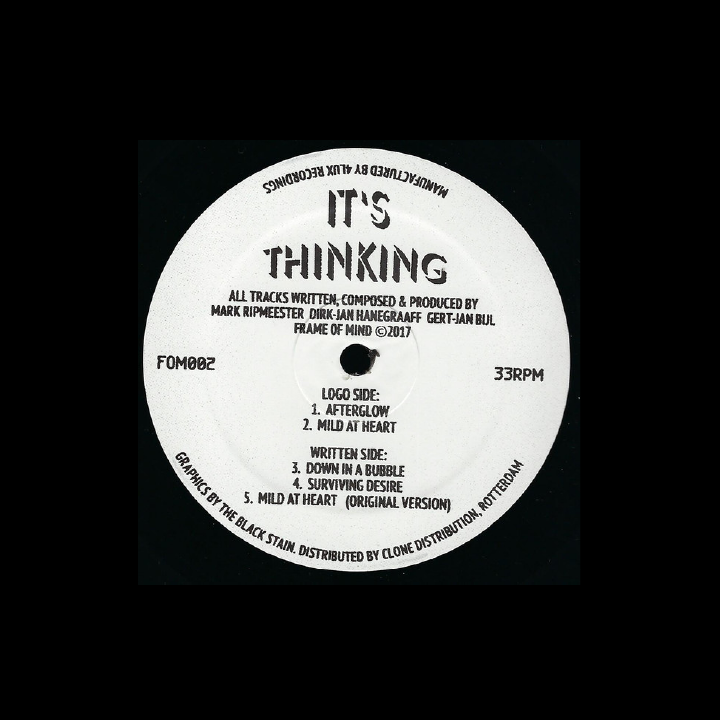 MANUFACTURED BY 4LUX RECORDINGS
IT'S
THINKING
ALL TRACKS WRITTEN, COMPOSED & PRODUCED BY
MARK RIPMEESTER DIRK-JAN HANEGRAAFF GERT-JAN BIJL
FRAME OF MIND ©2017
FOM002
33RPM
LOGO SIDE:
1. AFTERGLOW
2. MILD AT HEART
WRITTEN SIDE:
3. DOWN IN A BUBBLE
4. SURVIVING DESIRE
5. MILD AT HEART (ORIGINAL VERSION)
GRAPHICS BY THE BLACK STAIN. DISTRIBUTED BY CLONE DISTRIBUTION, ROTTERDAM